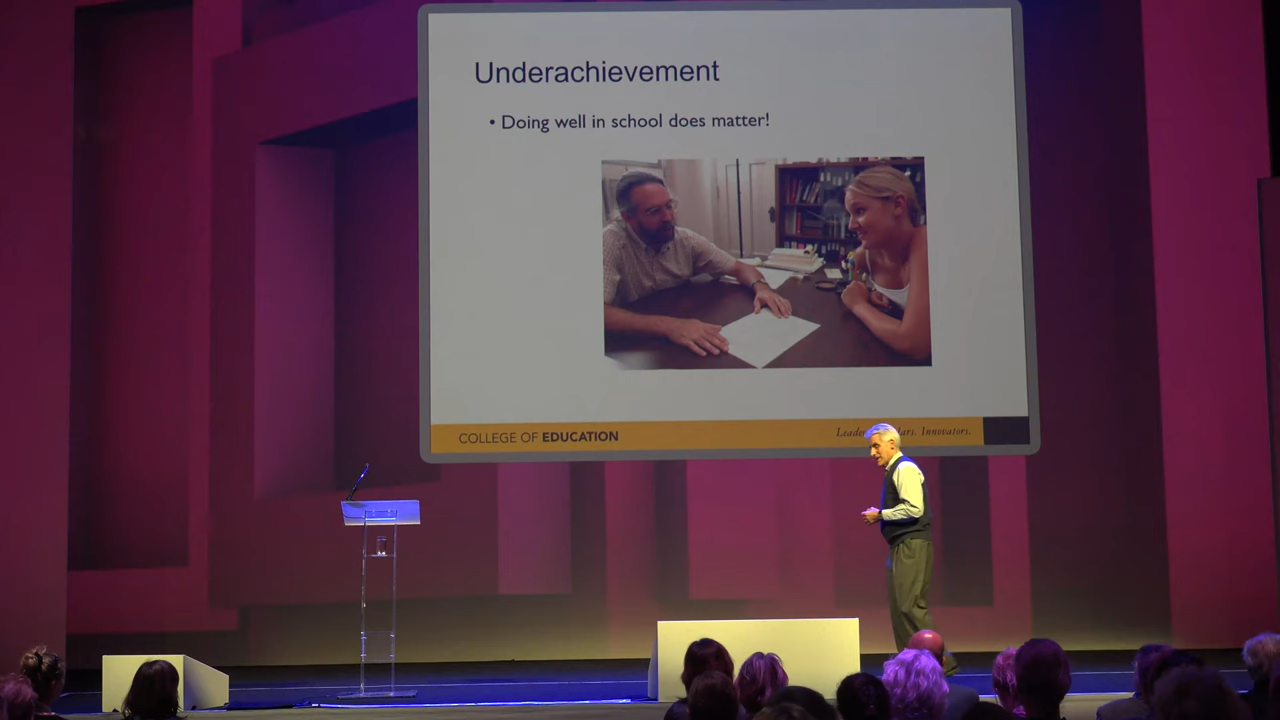 Underachievement
• Doing well in school does matter!
COLLEGE OF EDUCATION
Innovators.